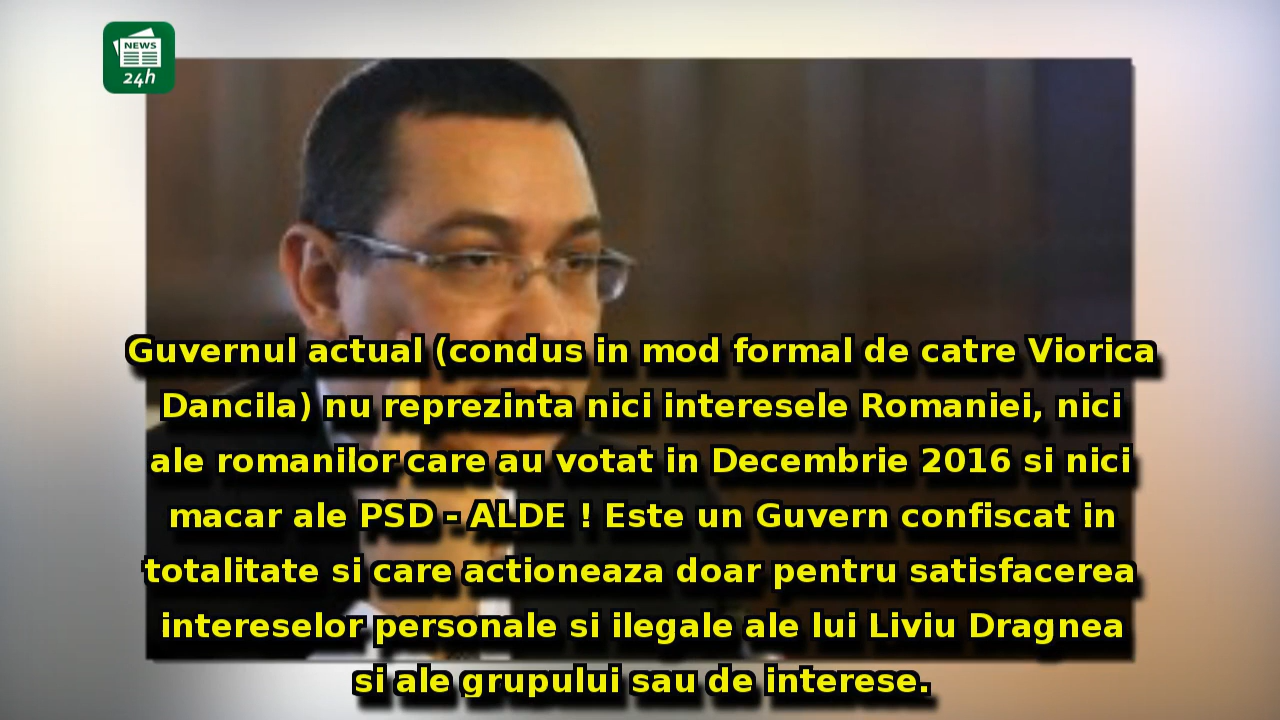 NEWS
24h
Guvernul actual (condus in mod formal de catre Viorica
Dancila) nu reprezinta nici interesele Romaniei, nici
ale romanilor care au votat in Decembrie 2016 si nici
macar ale PSD - ALDE ! Este un Guvern confiscat in
totalitate si care actioneaza doar pentru satisfacerea
intereselor personale si ilegale ale lui Liviu Dragnea
si ale grupului sau de interese.